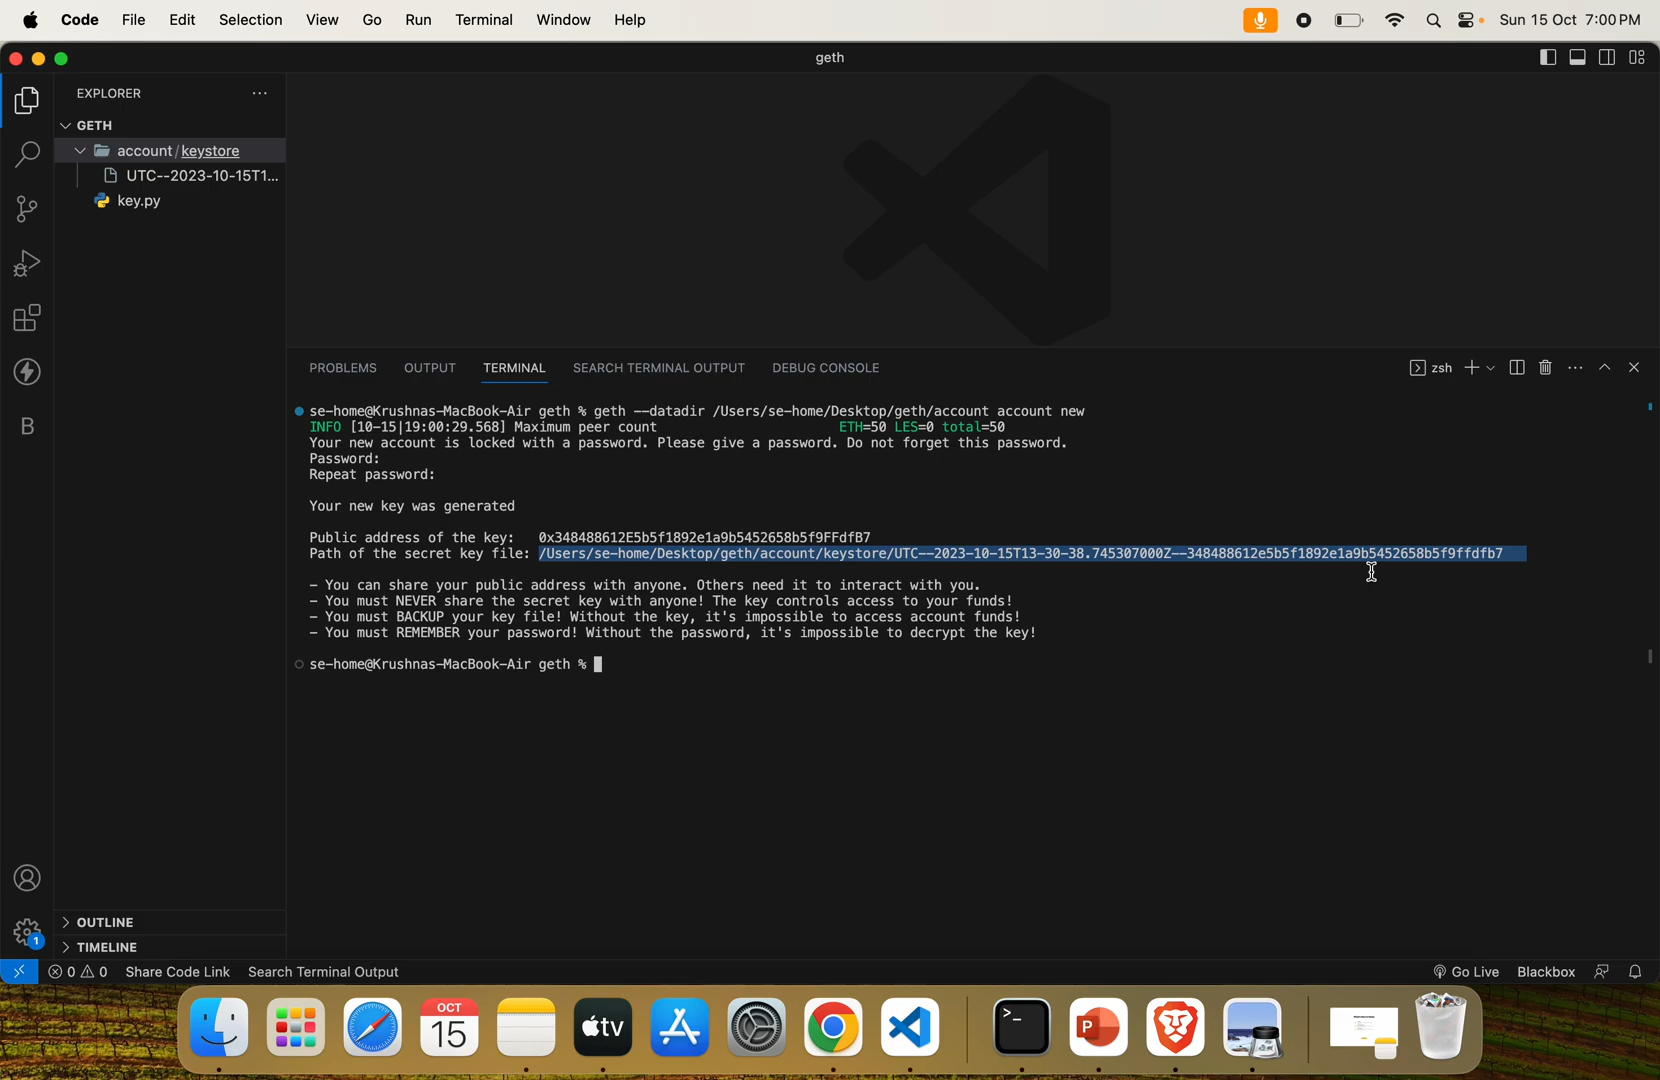 Code File Edit Selection View Go Run Terminal Window Help Sun 15 Oct 7:00 PM
geth
EXPLORER
GETH
account/keystore
UTC--2023-10-15T1...
key.py
PROBLEMS OUTPUT TERMINAL SEARCH TERMINAL OUTPUT DEBUG CONSOLE zsh
se-home@Krushnas-MacBook-Air geth % geth --datadir /Users/se-home/Desktop/geth/account account new
INFO [10-15|19:00:29.568] Maximum peer count ETH=50 LES=0 total=50
Your new account is locked with a password. Please give a password. Do not forget this password.
Password:
Repeat password:
Your new key was generated
Public address of the key: 0x348488612E5b5f1892e1a9b5452658b5f9FFdfB7
Path of the secret key file: /Users/se-home/Desktop/geth/account/keystore/UTC--2023-10-15T13-30-38.745307000Z--348488612e5b5f1892e1a9b5452658b5f9ffdfb7
- You can share your public address with anyone. Others need it to interact with you.
- You must NEVER share the secret key with anyone! The key controls access to your funds!
- You must BACKUP your key file! Without the key, it's impossible to access account funds!
- You must REMEMBER your password! Without the password, it's impossible to decrypt the key!
se-home@Krushnas-MacBook-Air geth %
B
1
OUTLINE
TIMELINE
0 0 Share Code Link Search Terminal Output Go Live Blackbox
OCT
15
tv
P